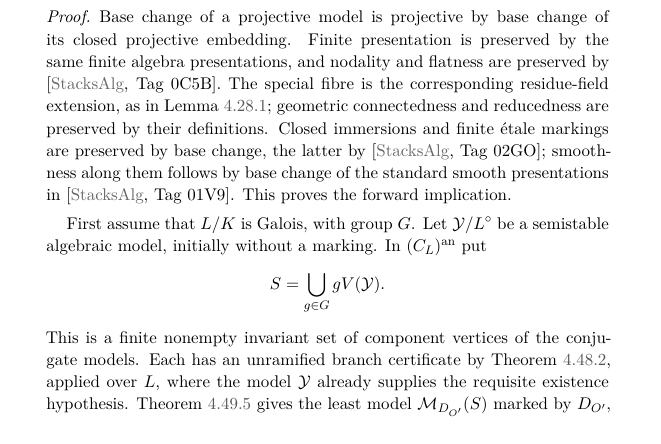 Proof. Base change of a projective model is projective by base change of
its closed projective embedding. Finite presentation is preserved by the
same finite algebra presentations, and nodality and flatness are preserved by
[StacksAlg, Tag 0C5B]. The special fibre is the corresponding residue-field
extension, as in Lemma 4.28.1; geometric connectedness and reducedness are
preserved by their definitions. Closed immersions and finite étale markings
are preserved by base change, the latter by [StacksAlg, Tag 02GO]; smooth-
ness along them follows by base change of the standard smooth presentations
in [StacksAlg, Tag 01V9]. This proves the forward implication.
First assume that L/K is Galois, with group G. Let 𝒴/L° be a semistable
algebraic model, initially without a marking. In (C_L)^an put
S = ⋃_{g∈G} gV(𝒴).
This is a finite nonempty invariant set of component vertices of the conju-
gate models. Each has an unramified branch certificate by Theorem 4.48.2,
applied over L, where the model 𝒴 already supplies the requisite existence
hypothesis. Theorem 4.49.5 gives the least model ℳ_{D_{O′}}(S) marked by D_{O′},